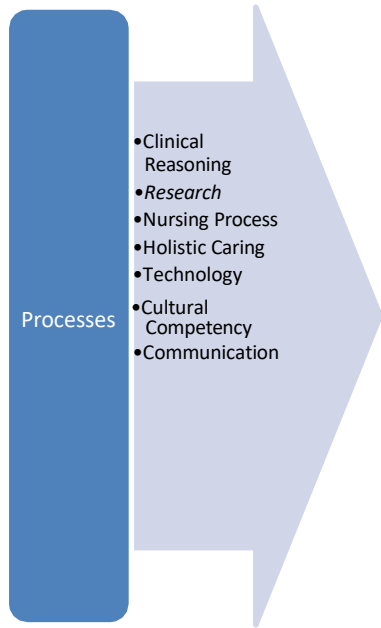 Processes
•Clinical
Reasoning
•Research
•Nursing Process
•Holistic Caring
•Technology
•Cultural
Competency
•Communication